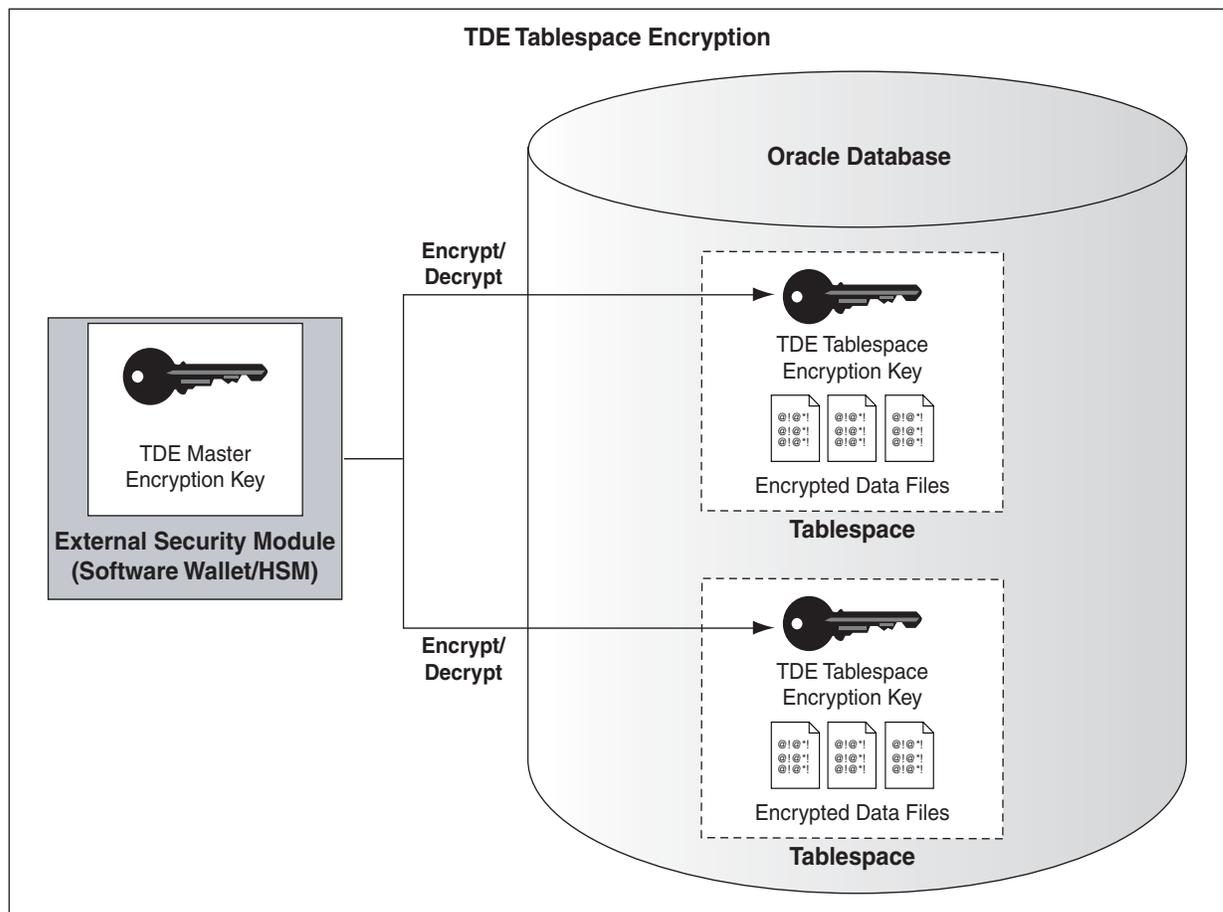 TDE Tablespace Encryption
Oracle Database
Encrypt/
Decrypt
TDE Tablespace
Encryption Key
@!@*! @!@*! @!@*!
@!@*! @!@*! @!@*!
@!@*! @!@*! @!@*!
Encrypted Data Files
Tablespace
TDE Master
Encryption Key
External Security Module
(Software Wallet/HSM)
Encrypt/
Decrypt
TDE Tablespace
Encryption Key
@!@*! @!@*! @!@*!
@!@*! @!@*! @!@*!
@!@*! @!@*! @!@*!
Encrypted Data Files
Tablespace